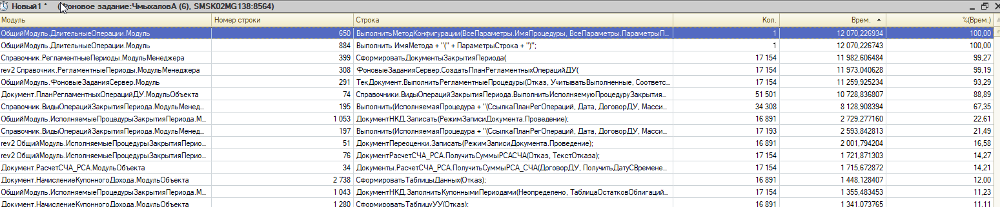 Новый1 * (Фоновое задание:ЧмыхаловА (6), SMSK02MG138:8564)
Модуль Номер строки Строка Кол. Врем. %(Врем.)
ОбщийМодуль.ДлительныеОперации.Модуль 650 ВыполнитьМетодКонфигурации(ВсеПараметры.ИмяПроцедуры, ВсеПараметры.ПараметрыП... 1 12 070,226934 100,00
ОбщийМодуль.ДлительныеОперации.Модуль 884 Выполнить ИмяМетода + "(" + ПараметрыСтрока + ")"; 1 12 070,226743 100,00
Справочник.РегламентныеПериоды.МодульМенеджера 399 СформироватьДокументыЗакрытияПериода( 17 154 11 982,606484 99,27
rev2 Справочник.РегламентныеПериоды.МодульМенеджера 308 ФоновыеЗаданияСервер.СоздатьПланРегламентныхОперацийДУ( 17 154 11 973,040628 99,19
ОбщийМодуль.ФоновыеЗаданияСервер.Модуль 291 ТекДокумент.ВыполнитьРегламентныеПроцедуры(Отказ, УчитыватьВыполненные, Соответс... 17 154 11 259,925234 93,29
Документ.ПланРегламентныхОперацийДУ.МодульОбъекта 74 Справочники.ВидыОперацийЗакрытияПериода.ВыполнитьИсполняемуюПроцедуруЗакрытия... 51 501 10 728,836807 88,89
Справочник.ВидыОперацийЗакрытияПериода.МодульМенед... 195 Выполнить(ИсполняемаяПроцедура + "(СсылкаПланРегОпераций, Дата, ДоговорДУ, Масси... 34 308 8 128,908394 67,35
ОбщийМодуль.ИсполняемыеПроцедурыЗакрытияПериода.М... 1 053 ДокументНКД.Записать(РежимЗаписиДокумента.Проведение); 16 891 2 729,277160 22,61
Справочник.ВидыОперацийЗакрытияПериода.МодульМенед... 197 Выполнить(ИсполняемаяПроцедура + "(СсылкаПланРегОпераций, Дата, ДоговорДУ, Масси... 17 193 2 593,842813 21,49
rev2 ОбщийМодуль.ИсполняемыеПроцедурыЗакрытияПерио... 51 ДокументПереоценки.Записать(РежимЗаписиДокумента.Проведение); 16 891 2 001,794204 16,58
rev2 ОбщийМодуль.ИсполняемыеПроцедурыЗакрытияПерио... 76 ДокументРасчетСЧА_РСА.ПолучитьСуммыРСАСЧА(Отказ, ТекстОтказа); 17 154 1 721,871303 14,27
Документ.РасчетСЧА_РСА.МодульОбъекта 34 Документы.РасчетСЧА_РСА.ПолучитьСуммыРСА_СЧА(ДоговорДУ, ПолучитьДатуСВремене... 17 154 1 715,672872 14,21
Документ.НачислениеКупонногоДохода.МодульОбъекта 2 738 СформироватьТаблицыДанных(Отказ); 16 891 1 448,128407 12,00
ОбщийМодуль.ИсполняемыеПроцедурыЗакрытияПериода.М... 1 043 ДокументНКД.ЗаполнитьКупоннымиПериодами(Неопределено, ТаблицаОстатковОблигаций... 17 154 1 355,483453 11,23
Документ.НачислениеКупонногоДохода.МодульОбъекта 1 280 СформироватьТаблицуУУ(Отказ); 16 891 1 341,073765 11,11